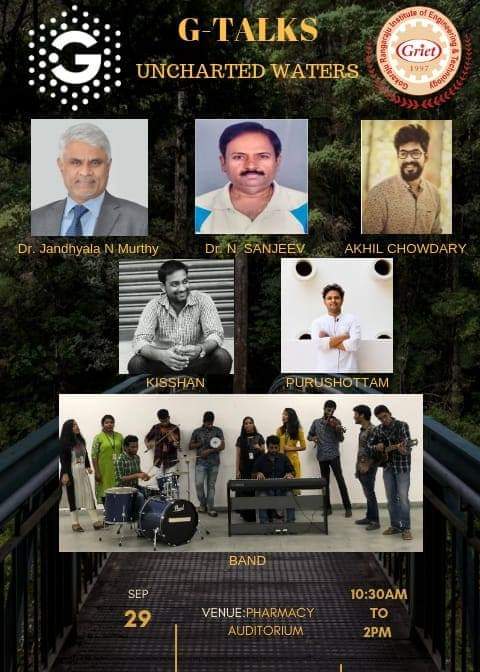 G-TALKS
UNCHARTED WATERS
G
Gokaraju Rangaraju Institute of Engineering & Technology
Griet
1997
Dr. Jandhyala N Murthy
Dr. N SANJEEV
AKHIL CHOWDARY
KISSHAN
PURUSHOTTAM
BAND
SEP
29
VENUE:PHARMACY
AUDITORIUM
10:30AM
TO
2PM